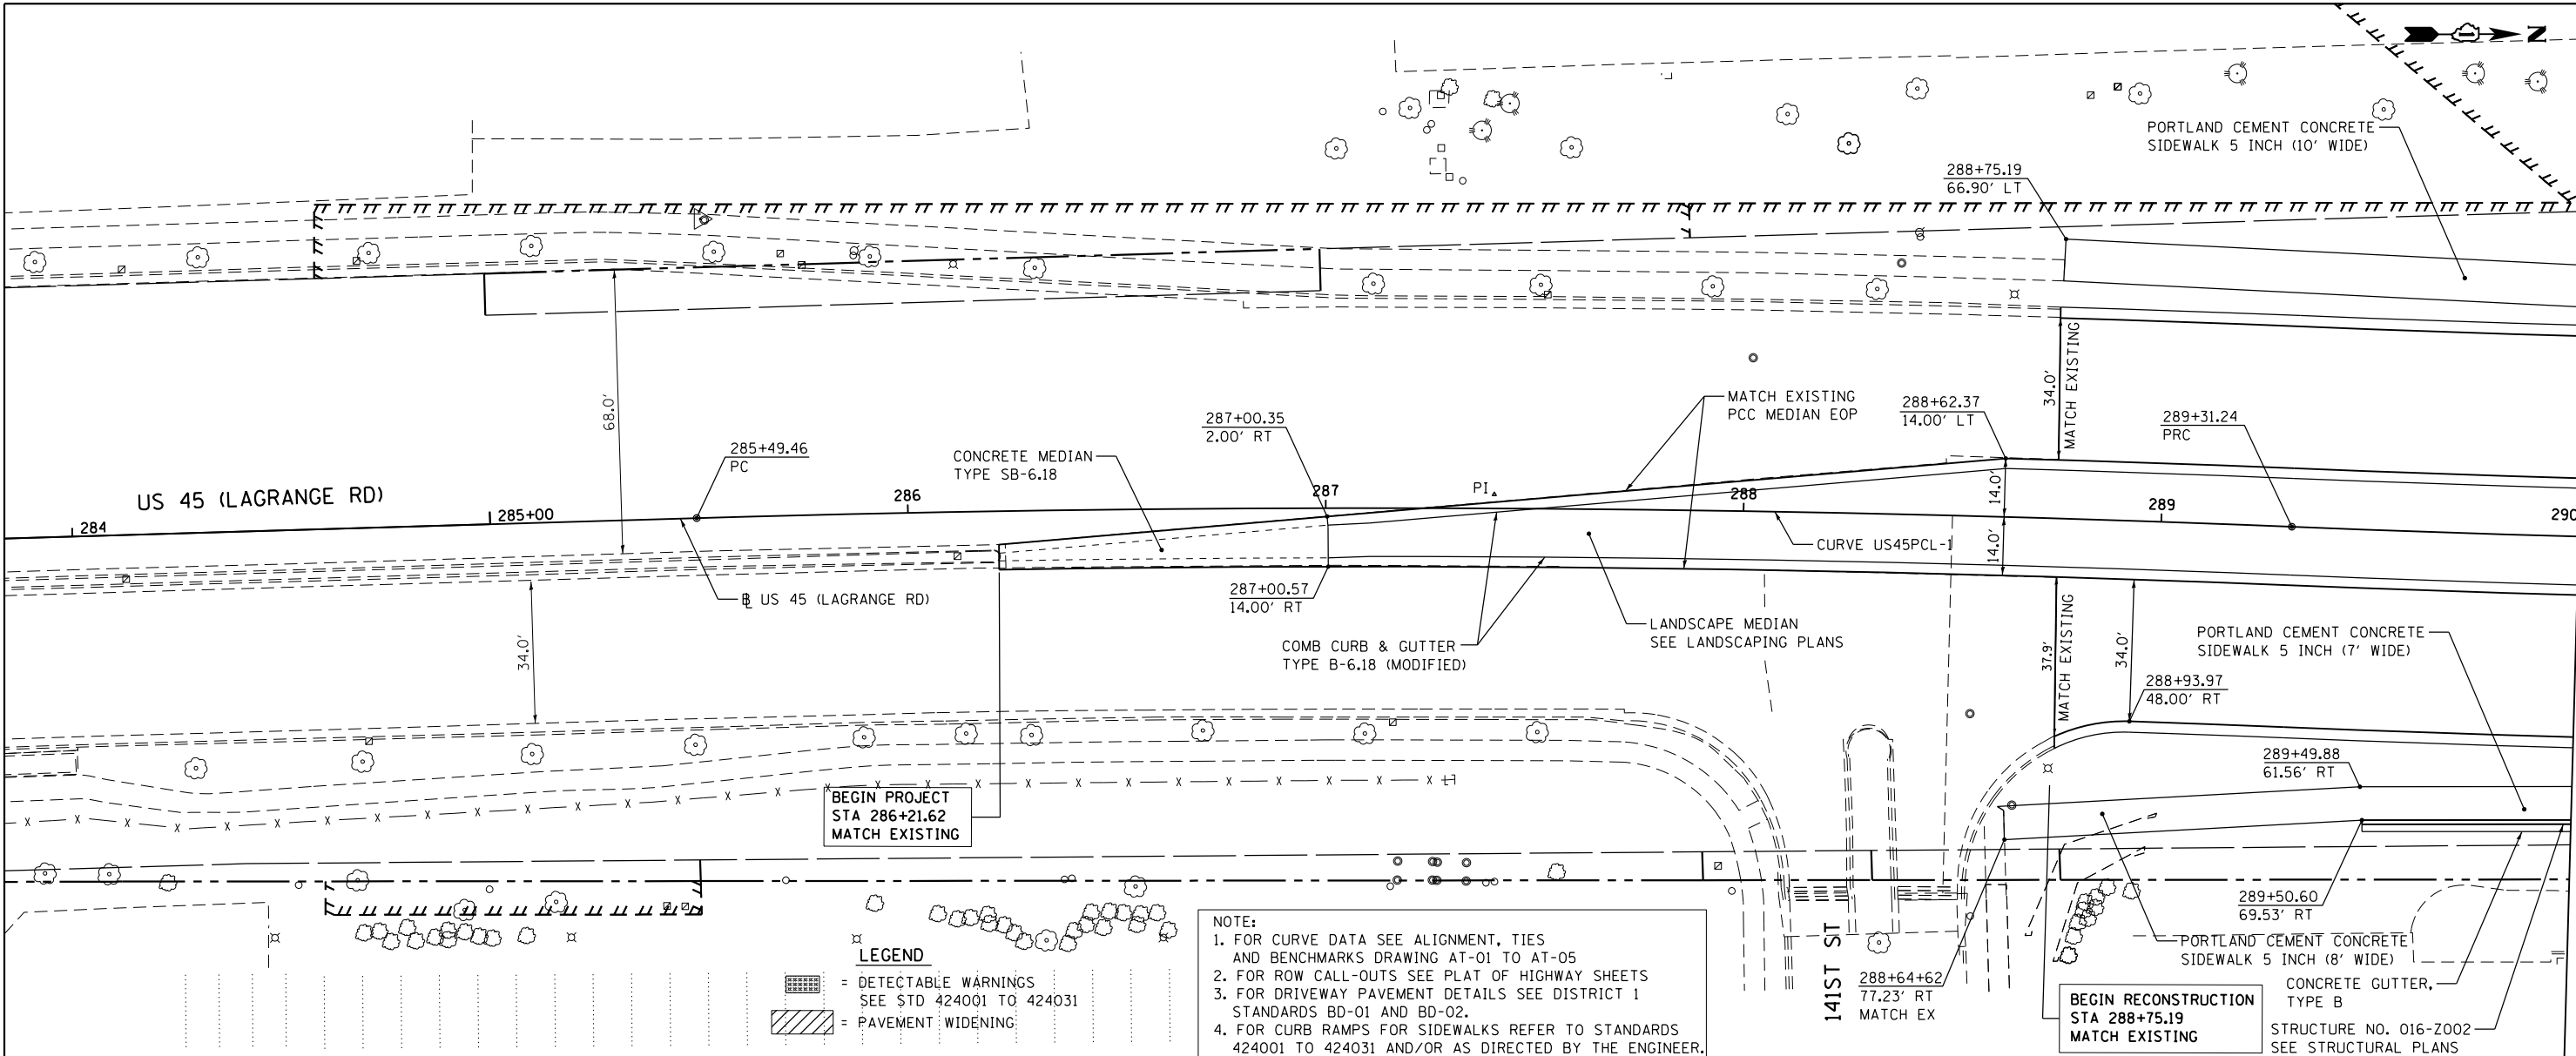 N
PORTLAND CEMENT CONCRETE
SIDEWALK 5 INCH (10' WIDE)
288+75.19
66.90' LT
68.0'
MATCH EXISTING
PCC MEDIAN EOP
34.0'
MATCH EXISTING
288+62.37
14.00' LT
289+31.24
PRC
287+00.35
2.00' RT
285+49.46
PC
CONCRETE MEDIAN
TYPE SB-6.18
US 45 (LAGRANGE RD)
284
285+00
286
287
PI
288
289
290
14.0'
14.0'
CURVE US45PCL-1
℄ US 45 (LAGRANGE RD)
287+00.57
14.00' RT
34.0'
COMB CURB & GUTTER
TYPE B-6.18 (MODIFIED)
LANDSCAPE MEDIAN
SEE LANDSCAPING PLANS
37.9'
MATCH EXISTING
34.0'
PORTLAND CEMENT CONCRETE
SIDEWALK 5 INCH (7' WIDE)
288+93.97
48.00' RT
289+49.88
61.56' RT
BEGIN PROJECT
STA 286+21.62
MATCH EXISTING
289+50.60
69.53' RT
LEGEND
= DETECTABLE WARNINGS
SEE STD 424001 TO 424031
= PAVEMENT WIDENING
NOTE:
1. FOR CURVE DATA SEE ALIGNMENT, TIES
AND BENCHMARKS DRAWING AT-01 TO AT-05
2. FOR ROW CALL-OUTS SEE PLAT OF HIGHWAY SHEETS
3. FOR DRIVEWAY PAVEMENT DETAILS SEE DISTRICT 1
STANDARDS BD-01 AND BD-02.
4. FOR CURB RAMPS FOR SIDEWALKS REFER TO STANDARDS
424001 TO 424031 AND/OR AS DIRECTED BY THE ENGINEER.
141ST ST
288+64+62
77.23' RT
MATCH EX
PORTLAND CEMENT CONCRETE
SIDEWALK 5 INCH (8' WIDE)
BEGIN RECONSTRUCTION
STA 288+75.19
MATCH EXISTING
CONCRETE GUTTER,
TYPE B
STRUCTURE NO. 016-Z002
SEE STRUCTURAL PLANS